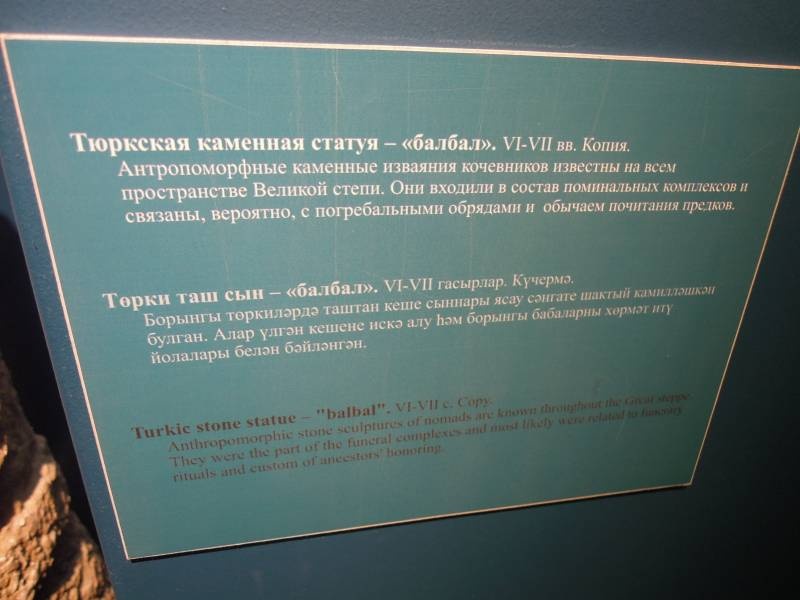 Тюркская каменная статуя – «балбал». VI-VII вв. Копия.
Антропоморфные каменные изваяния кочевников известны на всем
пространстве Великой степи. Они входили в состав поминальных комплексов и
связаны, вероятно, с погребальными обрядами и обычаем почитания предков.
Төрки таш сын – «балбал». VI-VII гасырлар. Күчермә.
Борынгы төркиләрдә таштан кеше сыннары ясау сәнгате шактый камилләшкән
булган. Алар үлгән кешене искә алу һәм борынгы бабаларны хөрмәт итү
йолалары белән бәйләнгән.
Turkic stone statue – "balbal". VI-VII c. Copy.
Anthropomorphic stone sculptures of nomads are known throughout the Great steppe.
They were the part of the funeral complexes and most likely were related to funerary
rituals and custom of ancestors' honoring.